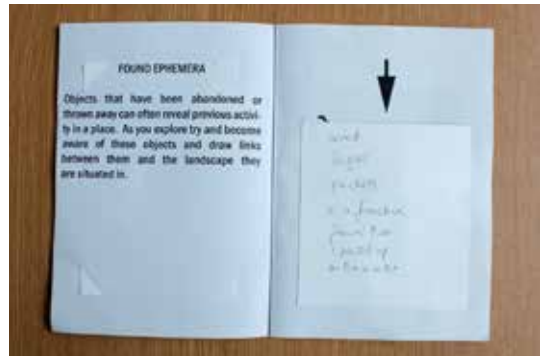 FOUND EPHEMERA
Objects that have been abandoned or
thrown away can often reveal previous activi-
ty in a place. As you explore try and become
aware of these objects and draw links
between them and the landscape they
are situated in.